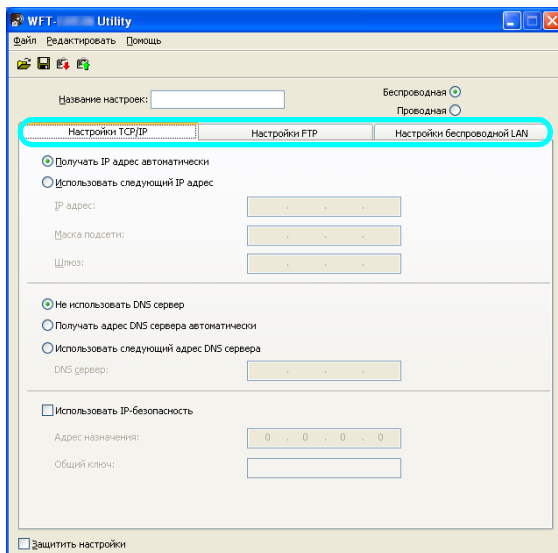 WFT- Utility
Файл Редактировать Помощь
Название настроек:
Беспроводная
Проводная
Настройки TCP/IP Настройки FTP Настройки беспроводной LAN
Получать IP адрес автоматически
Использовать следующий IP адрес
IP адрес:
Маска подсети:
Шлюз:
Не использовать DNS сервер
Получать адрес DNS сервера автоматически
Использовать следующий адрес DNS сервера
DNS сервер:
Использовать IP-безопасность
Адрес назначения: 0 . 0 . 0 . 0
Общий ключ:
Защитить настройки